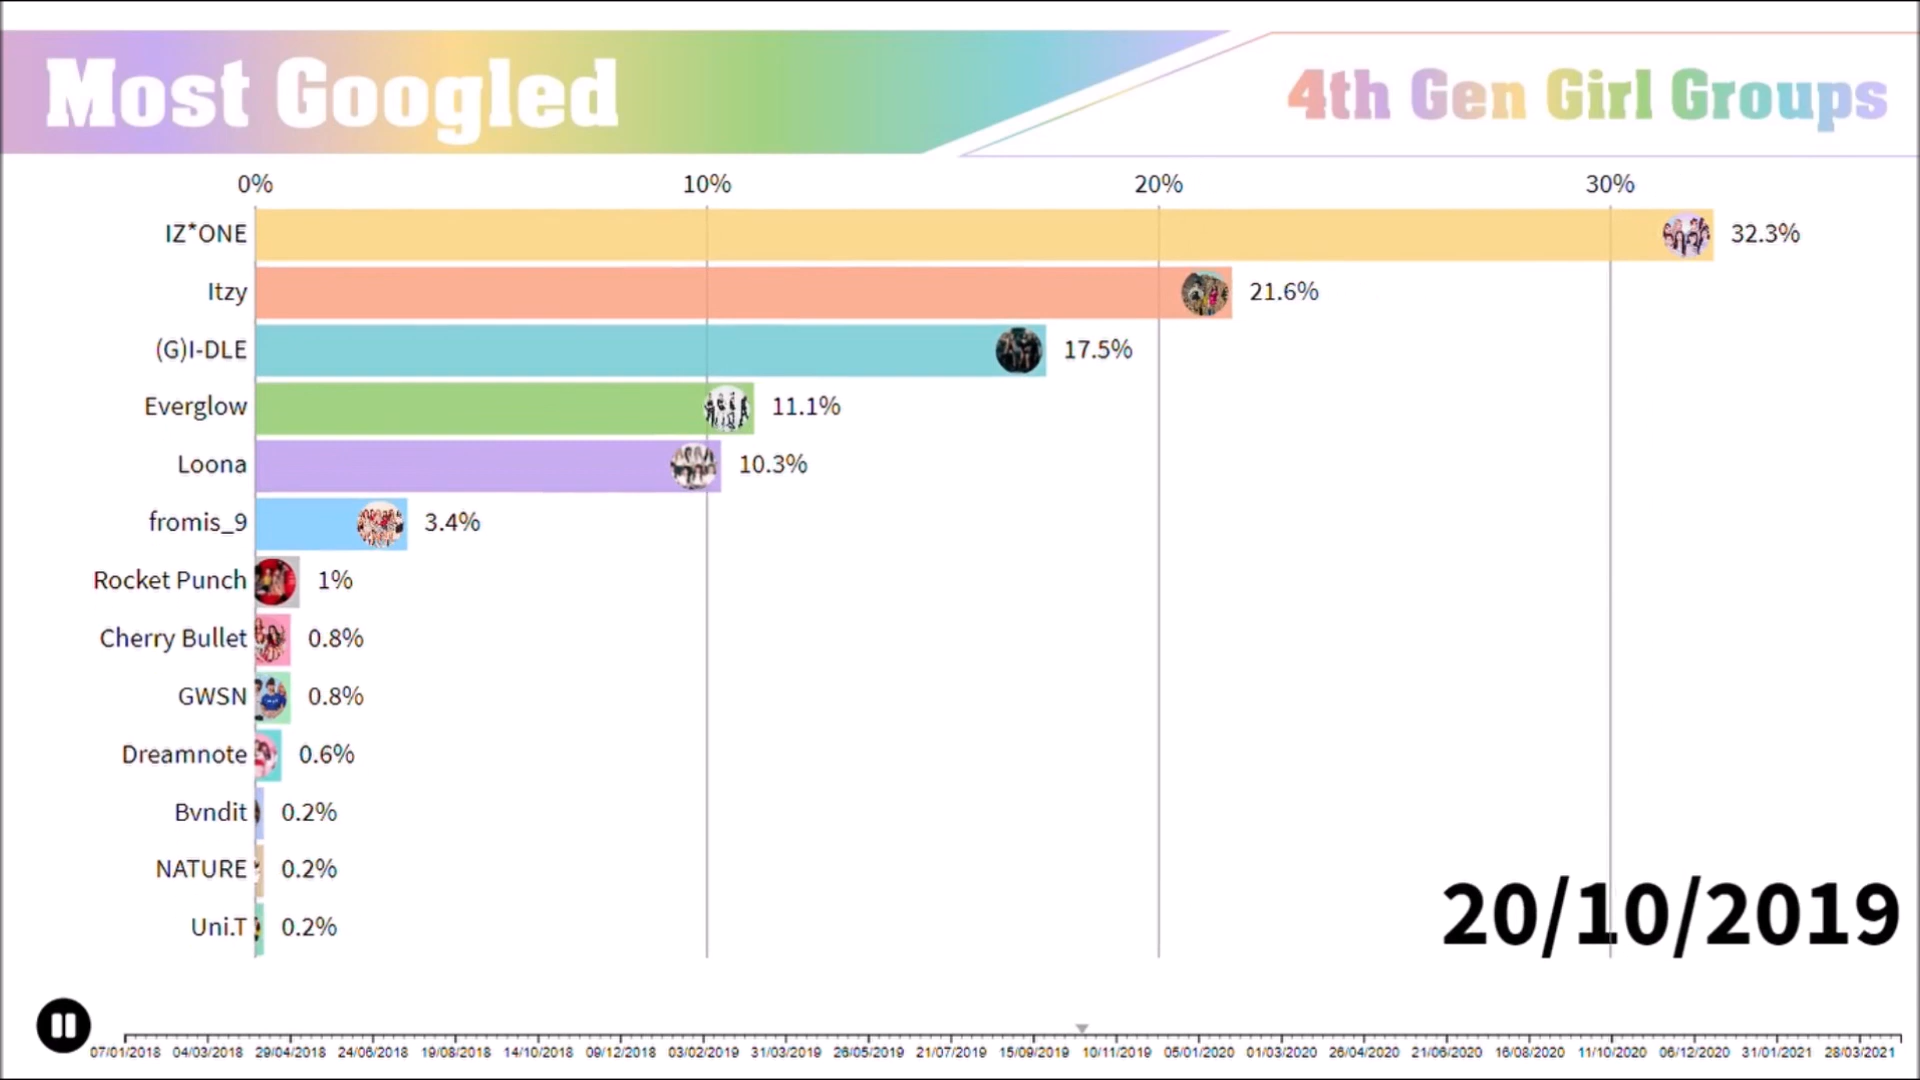 Most Googled
4th Gen Girl Groups
0% 10% 20% 30%
IZ*ONE 32.3%
Itzy 21.6%
(G)I-DLE 17.5%
Everglow 11.1%
Loona 10.3%
fromis_9 3.4%
Rocket Punch 1%
Cherry Bullet 0.8%
GWSN 0.8%
Dreamnote 0.6%
Bvndit 0.2%
NATURE 0.2%
Uni.T 0.2%
20/10/2019
07/01/2018 04/03/2018 29/04/2018 24/06/2018 19/08/2018 14/10/2018 09/12/2018 03/02/2019 31/03/2019 26/05/2019 21/07/2019 15/09/2019 10/11/2019 05/01/2020 01/03/2020 26/04/2020 21/06/2020 16/08/2020 11/10/2020 06/12/2020 31/01/2021 28/03/2021